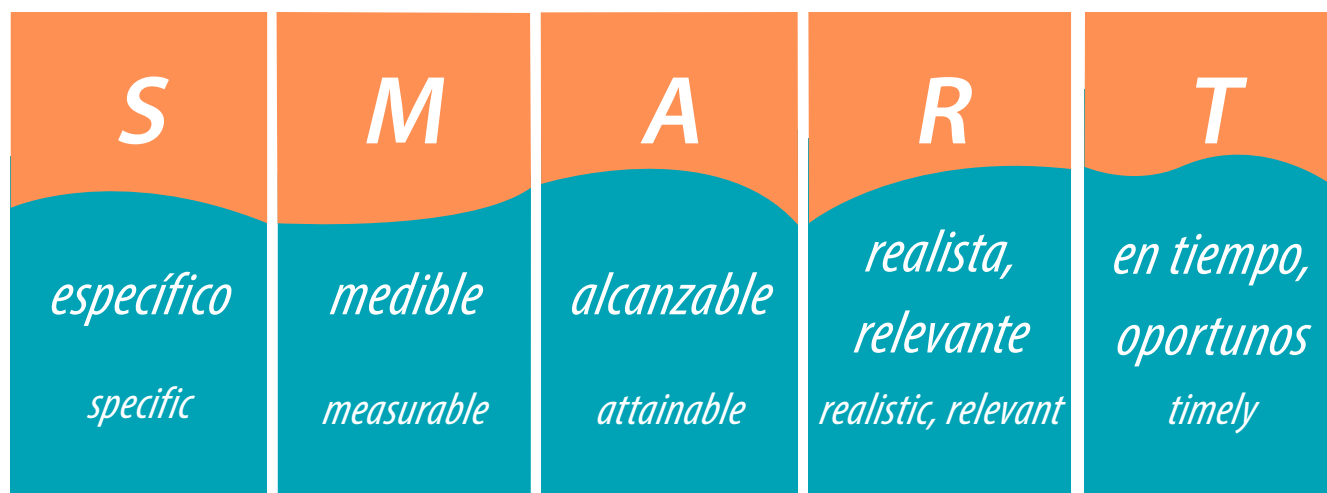 S
específico
specific
M
medible
measurable
A
alcanzable
attainable
R
realista,
relevante
realistic, relevant
T
en tiempo,
oportunos
timely